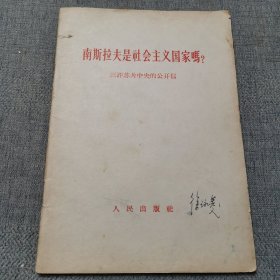 南斯拉夫是社会主义国家嗎？
三评苏共中央的公开信
人民出版社